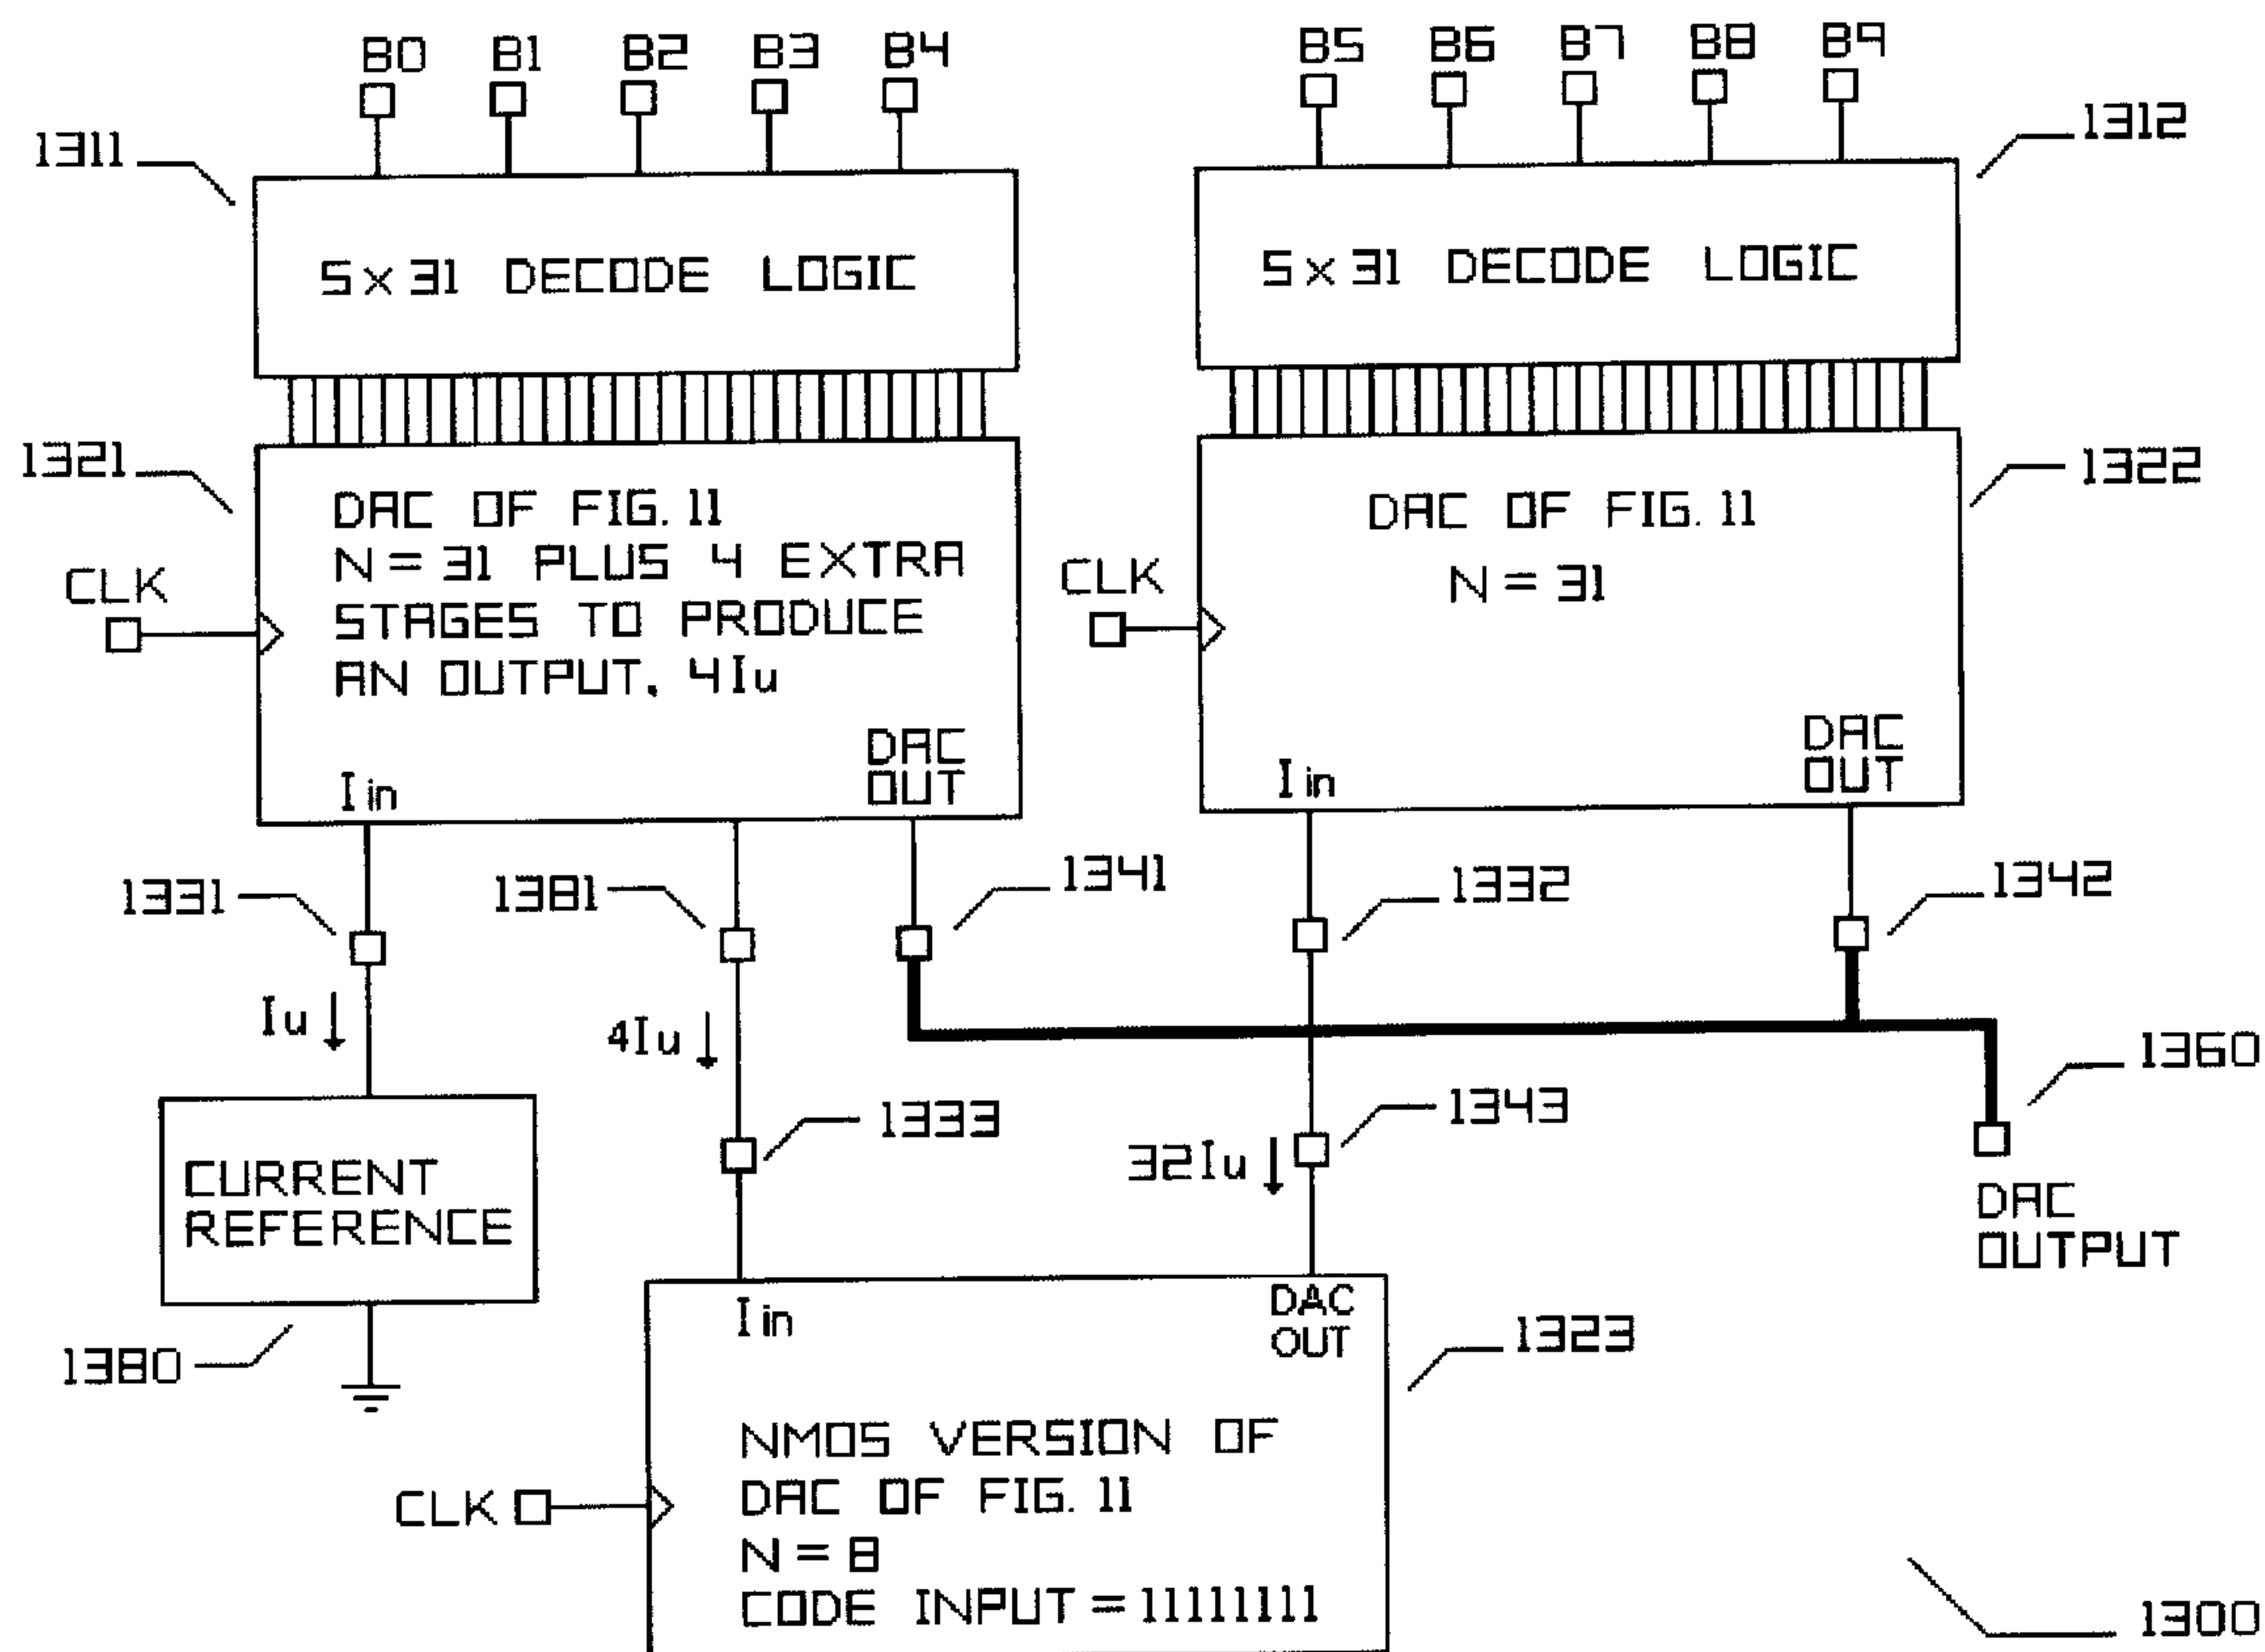 B0 B1 B2 B3 B4 B5 B6 B7 B8 B9
1311
1312
5x31 DECODE LOGIC
5x31 DECODE LOGIC
1321
DAC OF FIG. 11
N = 31 PLUS 4 EXTRA
STAGES TO PRODUCE
AN OUTPUT, 4Iu
CLK
Iin
DAC
OUT
1322
DAC OF FIG. 11
N = 31
CLK
Iin
DAC
OUT
1331
1381
1341
1332
1342
Iu
4Iu
1333
32Iu
1343
1360
DAC
OUTPUT
CURRENT
REFERENCE
1380
Iin
DAC
OUT
1323
NMOS VERSION OF
DAC OF FIG. 11
N = 8
CODE INPUT = 11111111
CLK
1300